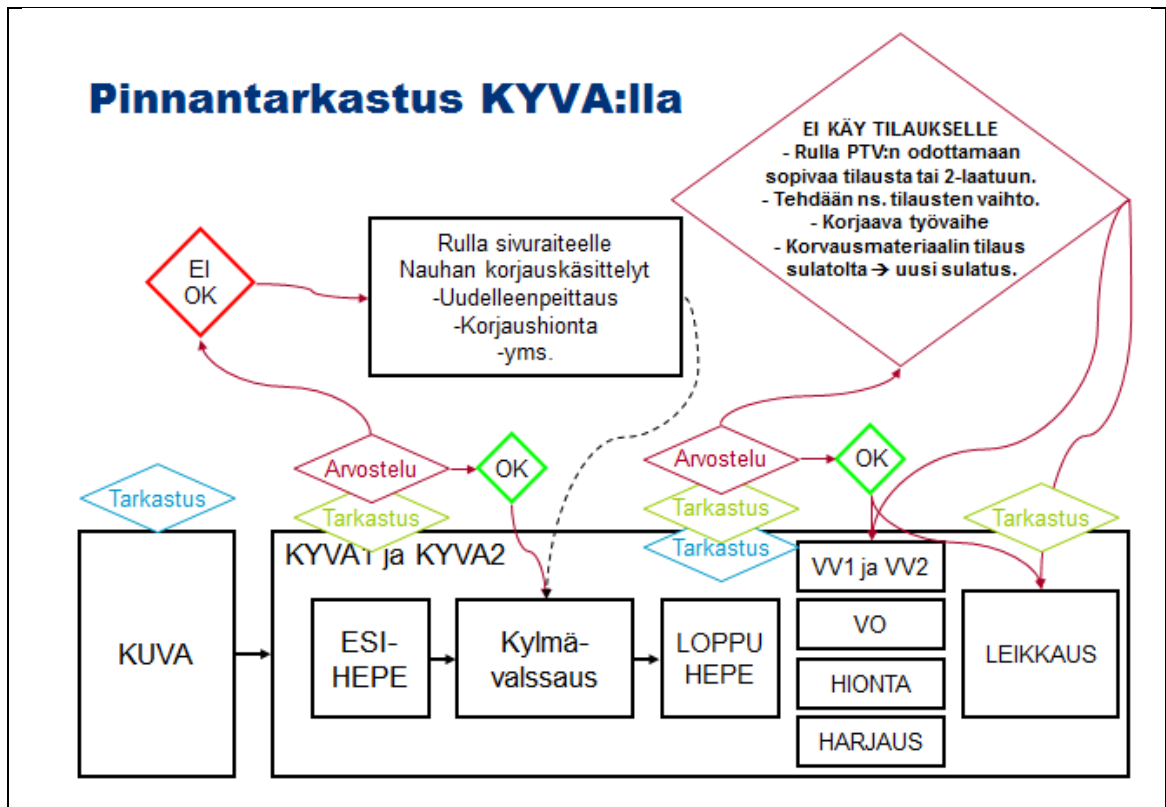 Pinnantarkastus KYVA:lla
EI KÄY TILAUKSELLE
- Rulla PTV:n odottamaan
sopivaa tilausta tai 2-laatuun.
- Tehdään ns. tilausten vaihto.
- Korjaava työvaihe
- Korvausmateriaalin tilaus
sulatolta → uusi sulatus.
EI
OK
Rulla sivuraiteelle
Nauhan korjauskäsittelyt
-Uudelleenpeittaus
-Korjaushionta
-yms.
Arvostelu
OK
Arvostelu
OK
Tarkastus
Tarkastus
Tarkastus
Tarkastus
Tarkastus
KYVA1 ja KYVA2
KUVA
ESI-
HEPE
Kylmä-
valssaus
LOPPU
HEPE
VV1 ja VV2
VO
HIONTA
HARJAUS
LEIKKAUS